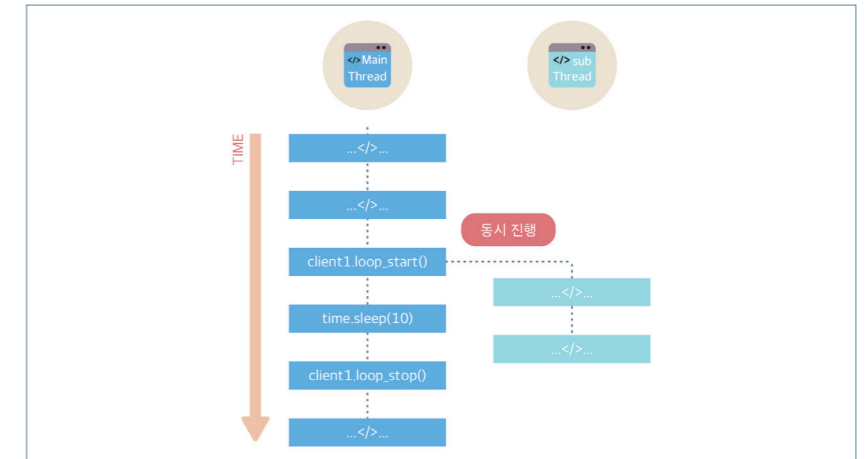 </> Main
Thread
</> sub
Thread
TIME
...</>...
...</>...
동시 진행
client1.loop_start()
...</>...
time.sleep(10)
...</>...
client1.loop_stop()
...</>...